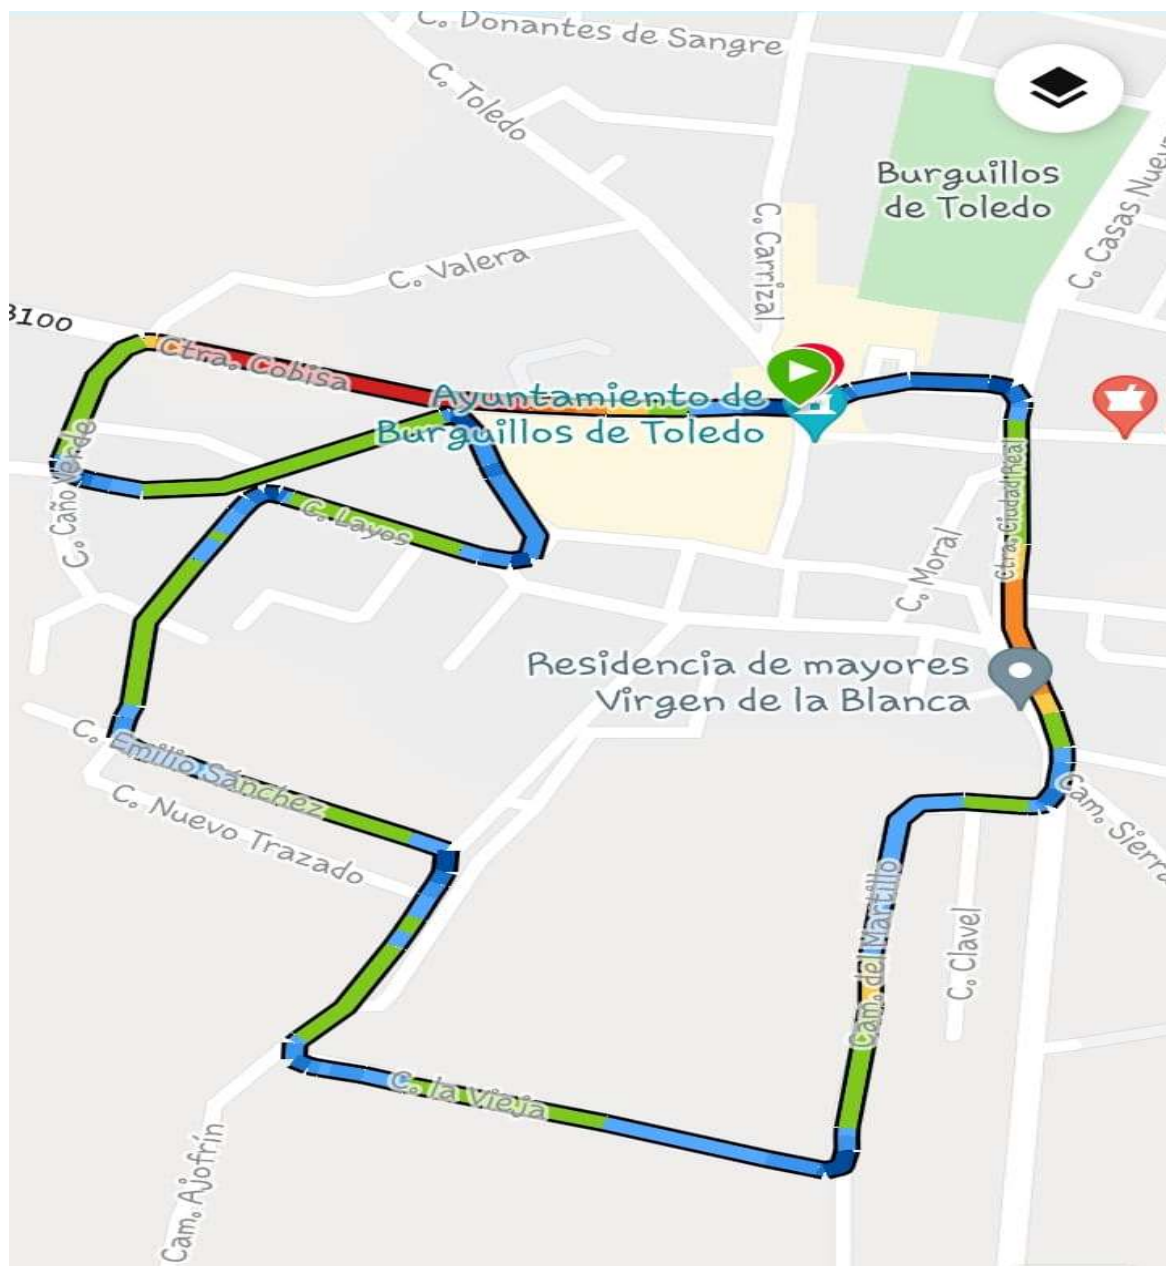 C. Donantes de Sangre
C. Toledo
Burguillos
de Toledo
C. Casas
C. Carrizal
C. Valera
3100
Ctra. Cobisa
Ayuntamiento de
Burguillos de Toledo
C. Caño Verde
C. Layos
Ctra. Ciudad Real
C. Moral
Residencia de mayores
Virgen de la Blanca
C. Emilio Sánchez
C. Nuevo Trazado
Cam. Sierra
Cam. del Martillo
C. Clavel
C. la Vieja
Cam. Ajofrín